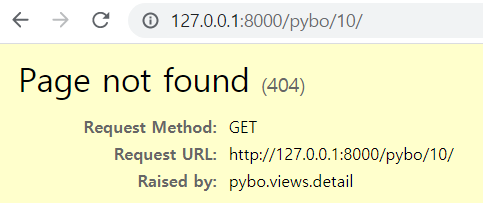 127.0.0.1:8000/pybo/10/
Page not found (404)
Request Method: GET
Request URL: http://127.0.0.1:8000/pybo/10/
Raised by: pybo.views.detail